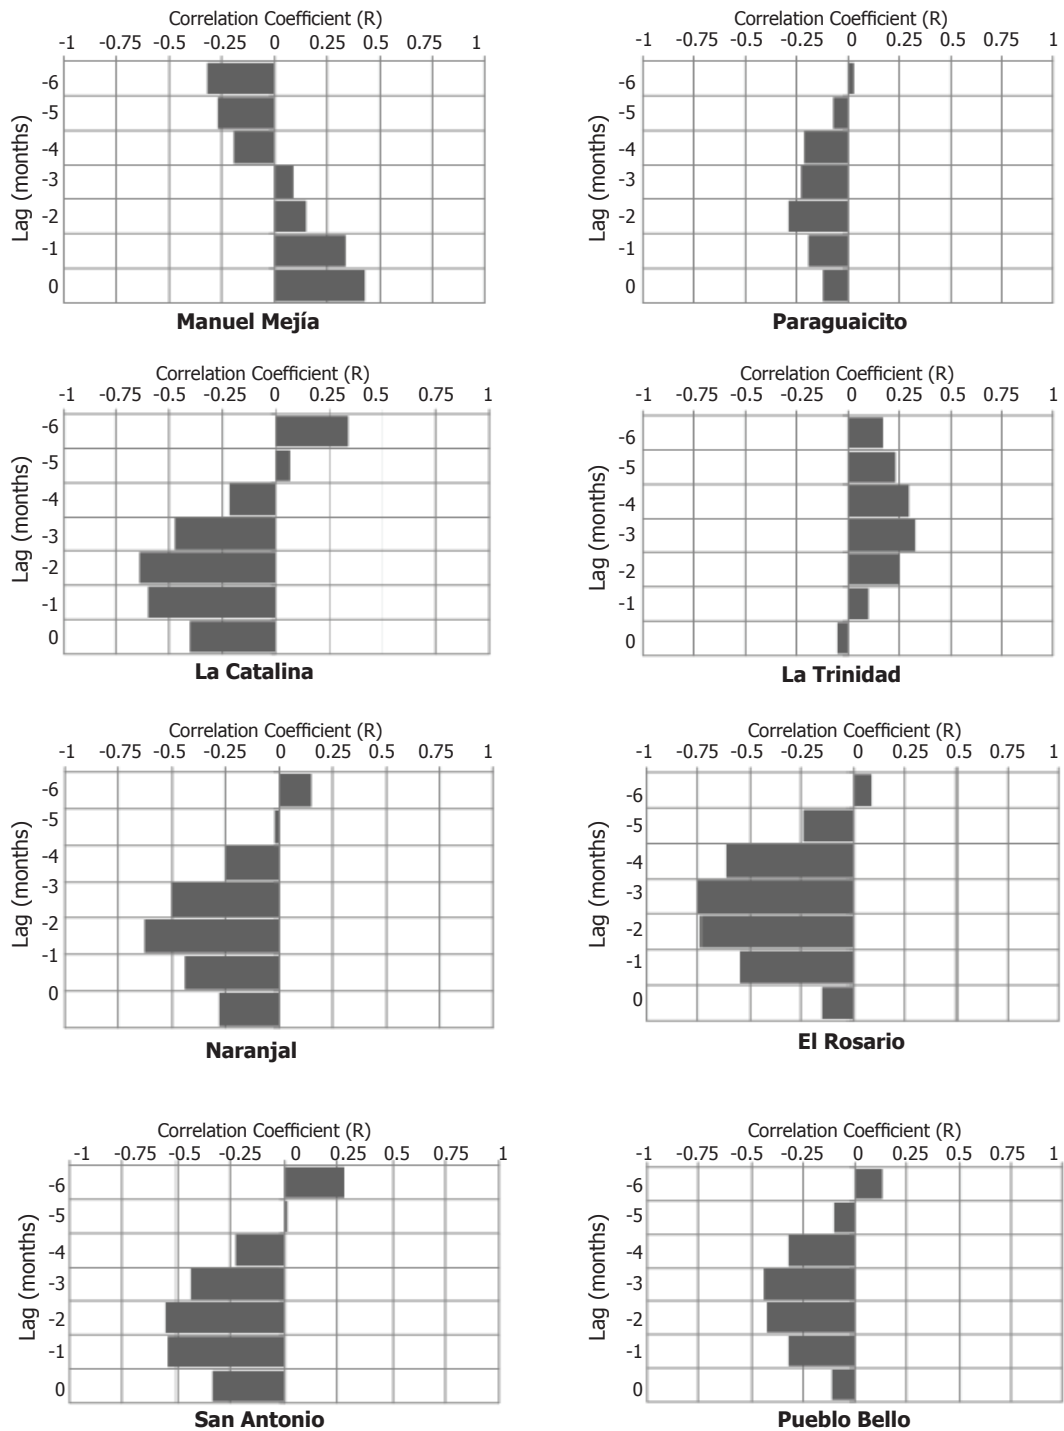 Correlation Coefficient (R)
-1 -0.75 -0.5 -0.25 0 0.25 0.5 0.75 1
Lag (months)
-6
-5
-4
-3
-2
-1
0
Manuel Mejía
Correlation Coefficient (R)
-1 -0.75 -0.5 -0.25 0 0.25 0.5 0.75 1
Lag (months)
-6
-5
-4
-3
-2
-1
0
Paraguaicito
Correlation Coefficient (R)
-1 -0.75 -0.5 -0.25 0 0.25 0.5 0.75 1
Lag (months)
-6
-5
-4
-3
-2
-1
0
La Catalina
Correlation Coefficient (R)
-1 -0.75 -0.5 -0.25 0 0.25 0.5 0.75 1
Lag (months)
-6
-5
-4
-3
-2
-1
0
La Trinidad
Correlation Coefficient (R)
-1 -0.75 -0.5 -0.25 0 0.25 0.5 0.75 1
Lag (months)
-6
-5
-4
-3
-2
-1
0
Naranjal
Correlation Coefficient (R)
-1 -0.75 -0.5 -0.25 0 0.25 0.5 0.75 1
Lag (months)
-6
-5
-4
-3
-2
-1
0
El Rosario
Correlation Coefficient (R)
-1 -0.75 -0.5 -0.25 0 0.25 0.5 0.75 1
Lag (months)
-6
-5
-4
-3
-2
-1
0
San Antonio
Correlation Coefficient (R)
-1 -0.75 -0.5 -0.25 0 0.25 0.5 0.75 1
Lag (months)
-6
-5
-4
-3
-2
-1
0
Pueblo Bello